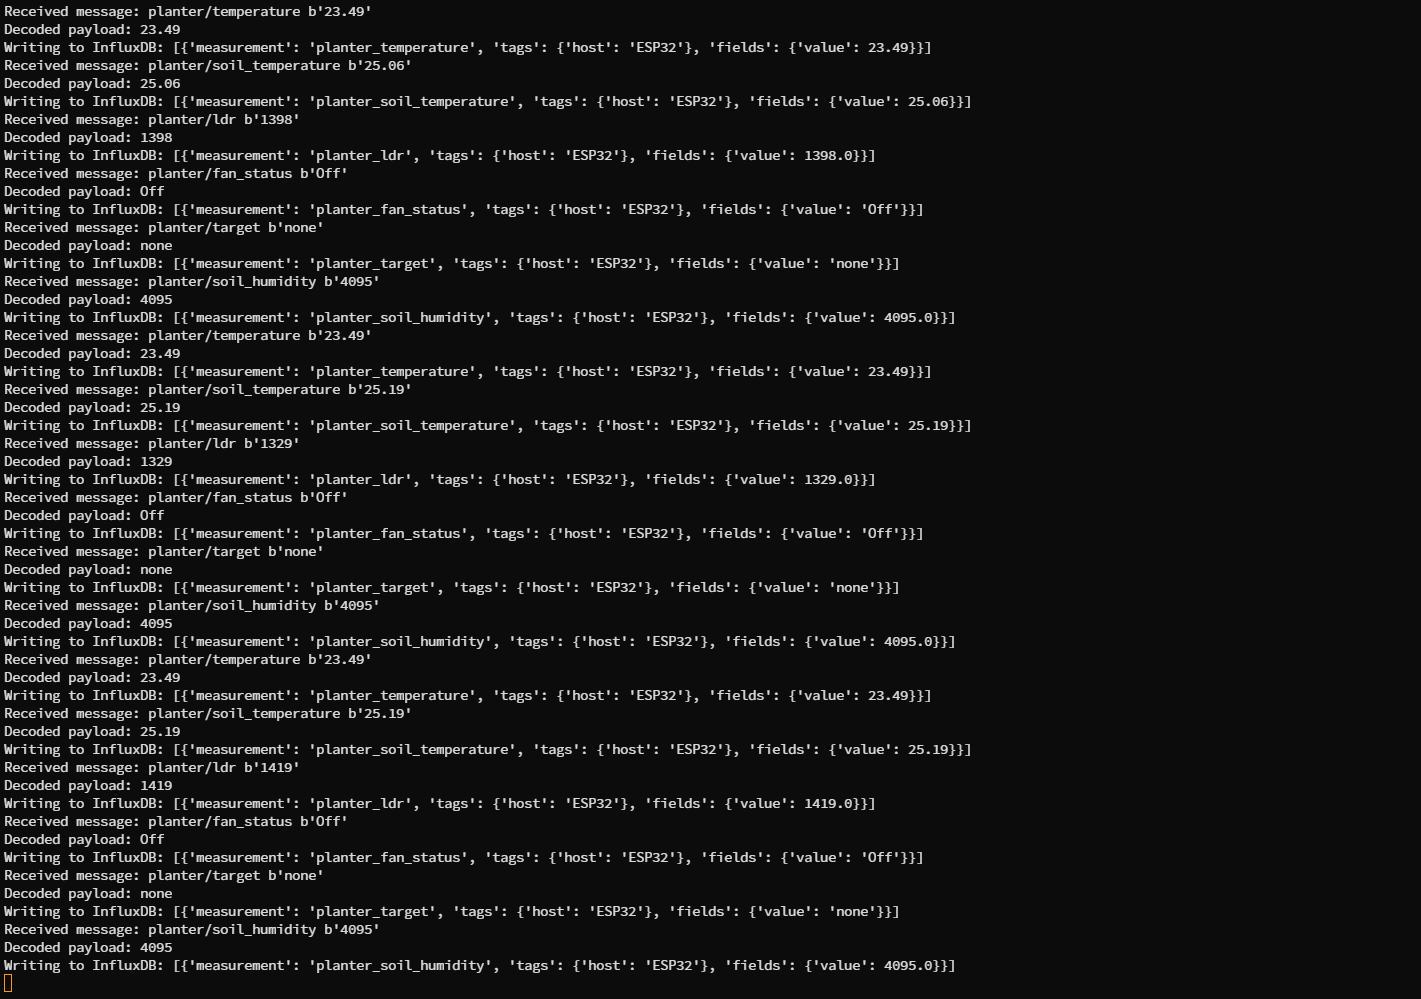 Received message: planter/temperature b'23.49'
Decoded payload: 23.49
Writing to InfluxDB: [{'measurement': 'planter_temperature', 'tags': {'host': 'ESP32'}, 'fields': {'value': 23.49}}]
Received message: planter/soil_temperature b'25.06'
Decoded payload: 25.06
Writing to InfluxDB: [{'measurement': 'planter_soil_temperature', 'tags': {'host': 'ESP32'}, 'fields': {'value': 25.06}}]
Received message: planter/ldr b'1398'
Decoded payload: 1398
Writing to InfluxDB: [{'measurement': 'planter_ldr', 'tags': {'host': 'ESP32'}, 'fields': {'value': 1398.0}}]
Received message: planter/fan_status b'Off'
Decoded payload: Off
Writing to InfluxDB: [{'measurement': 'planter_fan_status', 'tags': {'host': 'ESP32'}, 'fields': {'value': 'Off'}}]
Received message: planter/target b'none'
Decoded payload: none
Writing to InfluxDB: [{'measurement': 'planter_target', 'tags': {'host': 'ESP32'}, 'fields': {'value': 'none'}}]
Received message: planter/soil_humidity b'4095'
Decoded payload: 4095
Writing to InfluxDB: [{'measurement': 'planter_soil_humidity', 'tags': {'host': 'ESP32'}, 'fields': {'value': 4095.0}}]
Received message: planter/temperature b'23.49'
Decoded payload: 23.49
Writing to InfluxDB: [{'measurement': 'planter_temperature', 'tags': {'host': 'ESP32'}, 'fields': {'value': 23.49}}]
Received message: planter/soil_temperature b'25.19'
Decoded payload: 25.19
Writing to InfluxDB: [{'measurement': 'planter_soil_temperature', 'tags': {'host': 'ESP32'}, 'fields': {'value': 25.19}}]
Received message: planter/ldr b'1329'
Decoded payload: 1329
Writing to InfluxDB: [{'measurement': 'planter_ldr', 'tags': {'host': 'ESP32'}, 'fields': {'value': 1329.0}}]
Received message: planter/fan_status b'Off'
Decoded payload: Off
Writing to InfluxDB: [{'measurement': 'planter_fan_status', 'tags': {'host': 'ESP32'}, 'fields': {'value': 'Off'}}]
Received message: planter/target b'none'
Decoded payload: none
Writing to InfluxDB: [{'measurement': 'planter_target', 'tags': {'host': 'ESP32'}, 'fields': {'value': 'none'}}]
Received message: planter/soil_humidity b'4095'
Decoded payload: 4095
Writing to InfluxDB: [{'measurement': 'planter_soil_humidity', 'tags': {'host': 'ESP32'}, 'fields': {'value': 4095.0}}]
Received message: planter/temperature b'23.49'
Decoded payload: 23.49
Writing to InfluxDB: [{'measurement': 'planter_temperature', 'tags': {'host': 'ESP32'}, 'fields': {'value': 23.49}}]
Received message: planter/soil_temperature b'25.19'
Decoded payload: 25.19
Writing to InfluxDB: [{'measurement': 'planter_soil_temperature', 'tags': {'host': 'ESP32'}, 'fields': {'value': 25.19}}]
Received message: planter/ldr b'1419'
Decoded payload: 1419
Writing to InfluxDB: [{'measurement': 'planter_ldr', 'tags': {'host': 'ESP32'}, 'fields': {'value': 1419.0}}]
Received message: planter/fan_status b'Off'
Decoded payload: Off
Writing to InfluxDB: [{'measurement': 'planter_fan_status', 'tags': {'host': 'ESP32'}, 'fields': {'value': 'Off'}}]
Received message: planter/target b'none'
Decoded payload: none
Writing to InfluxDB: [{'measurement': 'planter_target', 'tags': {'host': 'ESP32'}, 'fields': {'value': 'none'}}]
Received message: planter/soil_humidity b'4095'
Decoded payload: 4095
Writing to InfluxDB: [{'measurement': 'planter_soil_humidity', 'tags': {'host': 'ESP32'}, 'fields': {'value': 4095.0}}]